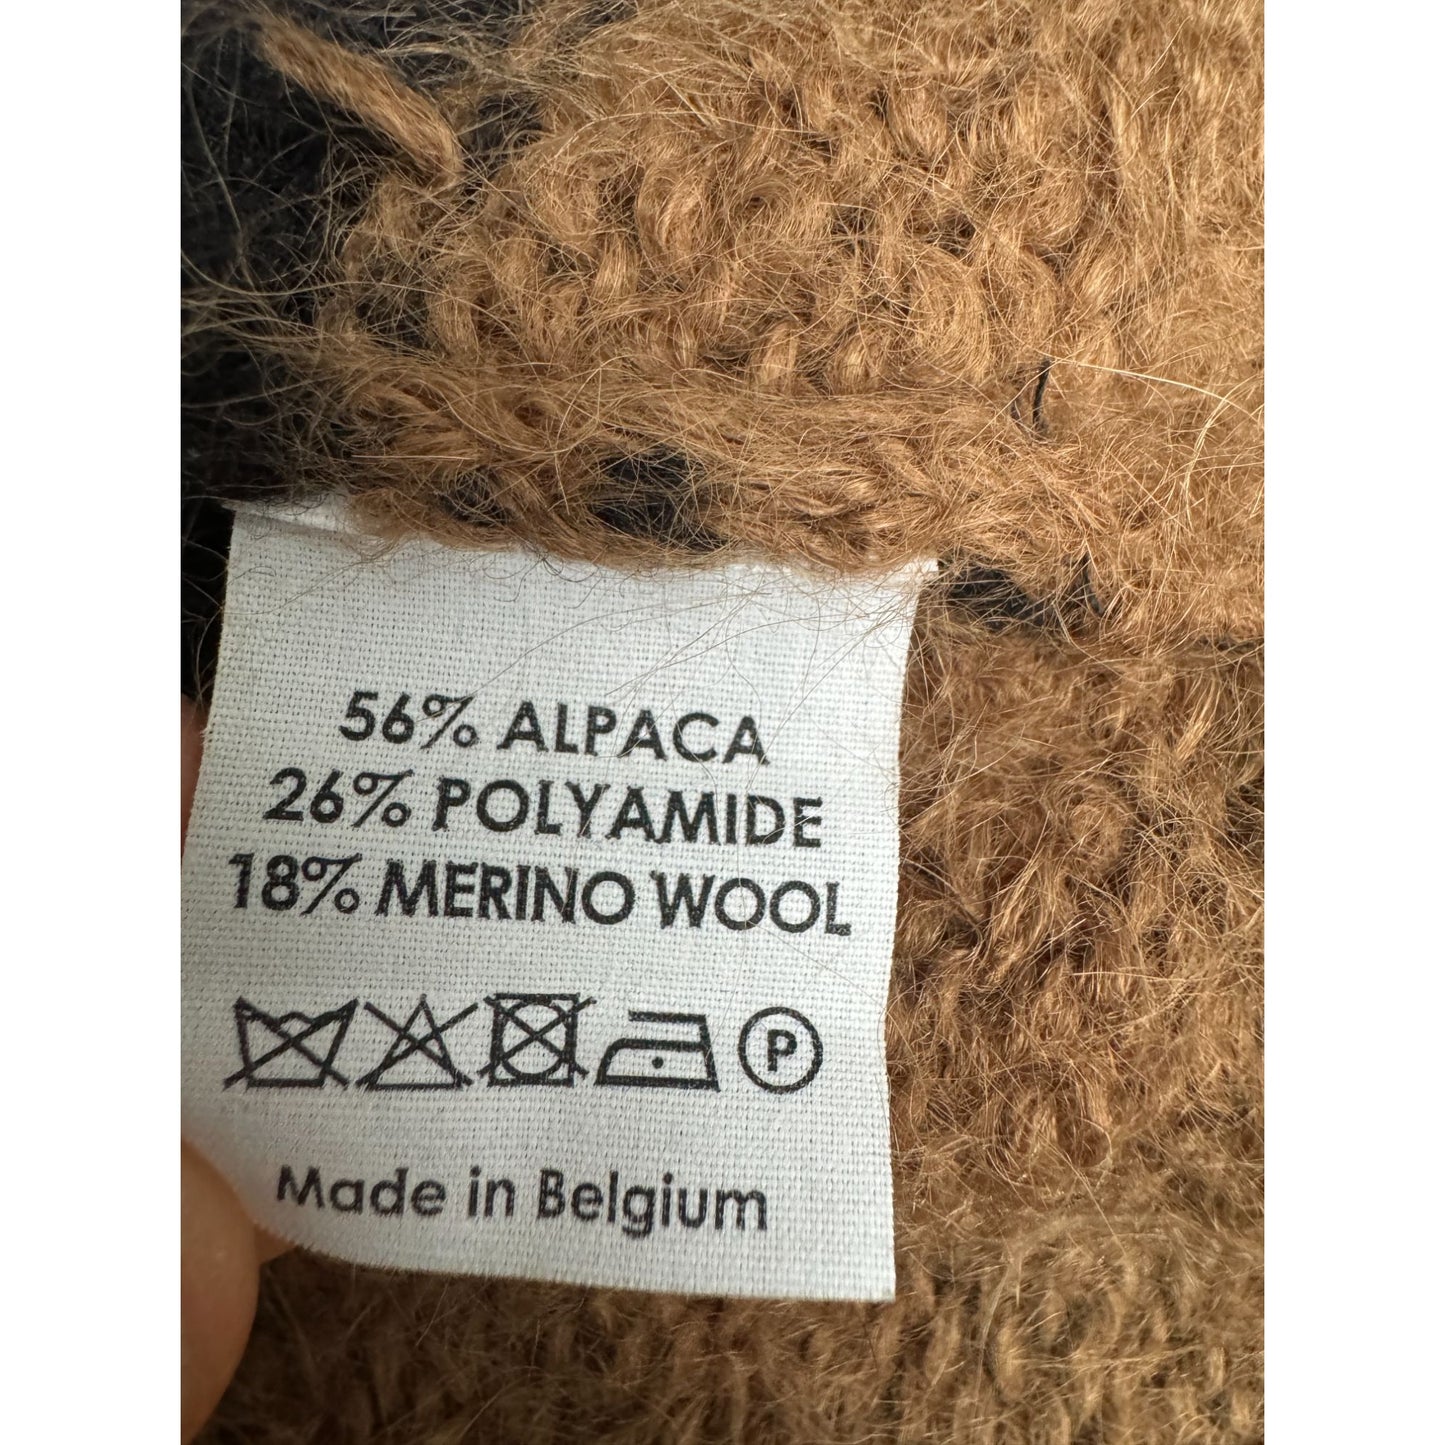 56% ALPACA
26% POLYAMIDE
18% MERINO WOOL
P
Made in Belgium